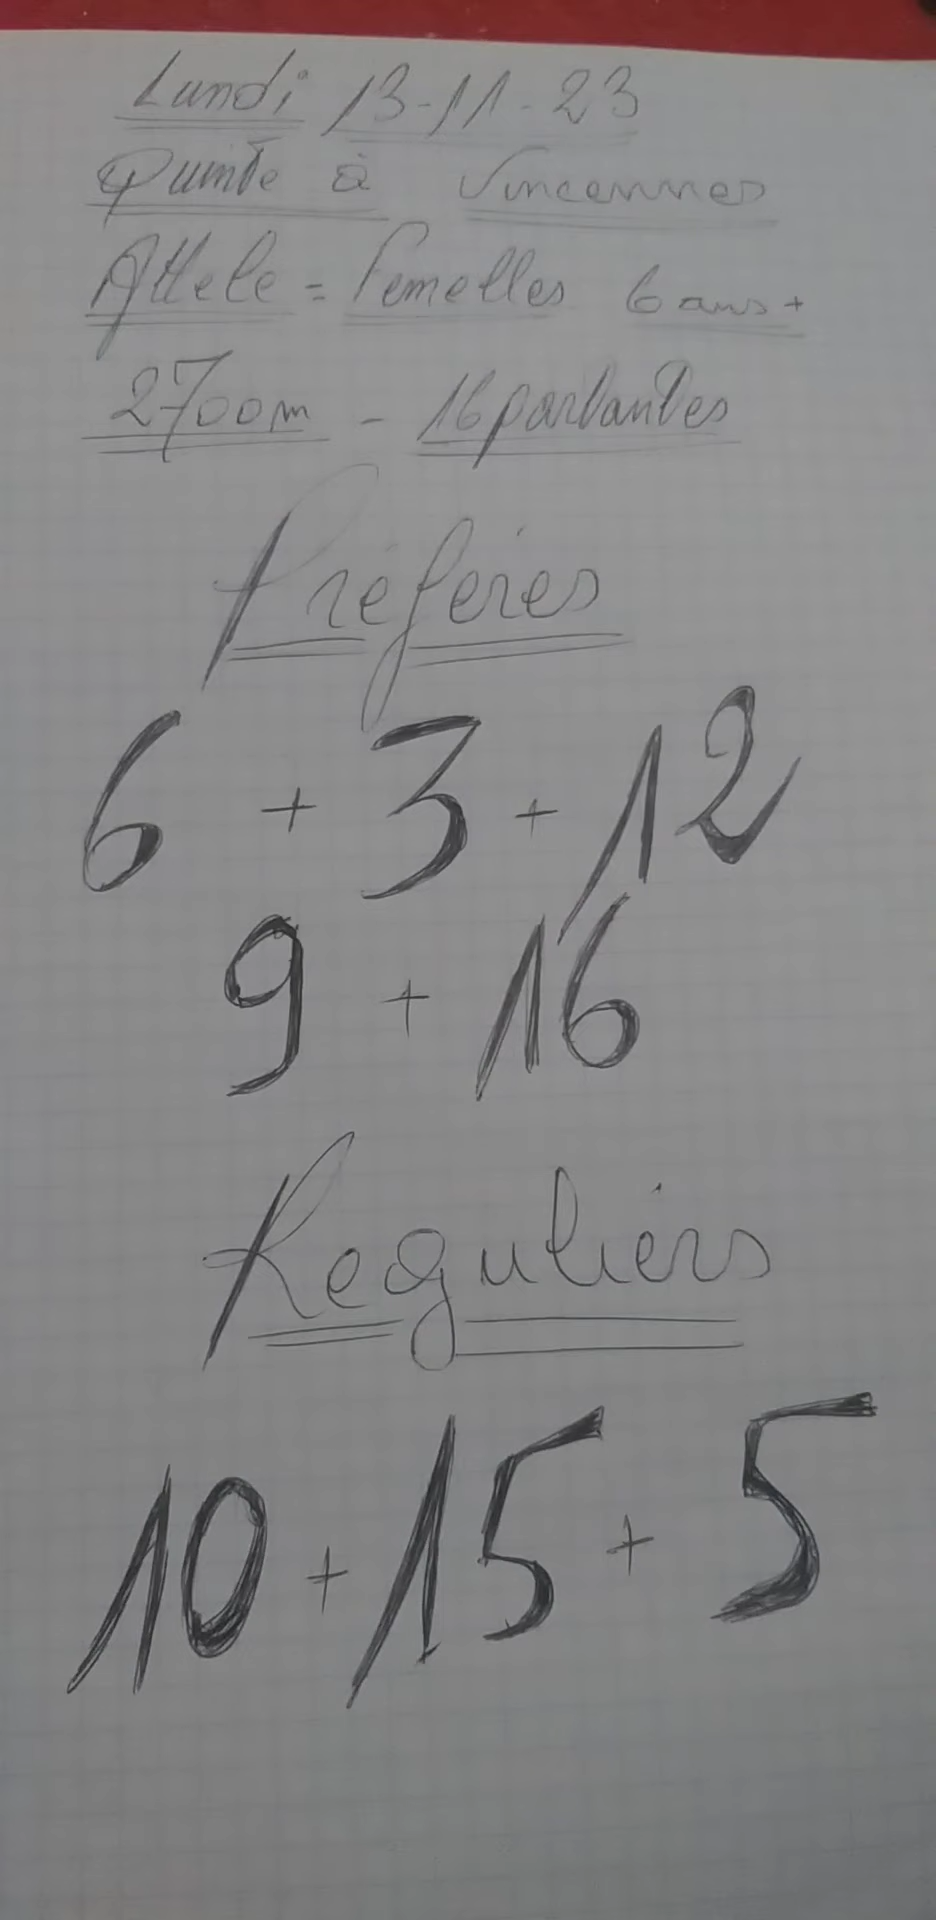 Lundi 13-11-23
Quinté à Vincennes
Attelé = Femelles 6 ans +
2700m - 16 partantes
Préférés
6 + 3 + 12
9 + 16
Réguliers
10 + 15 + 5